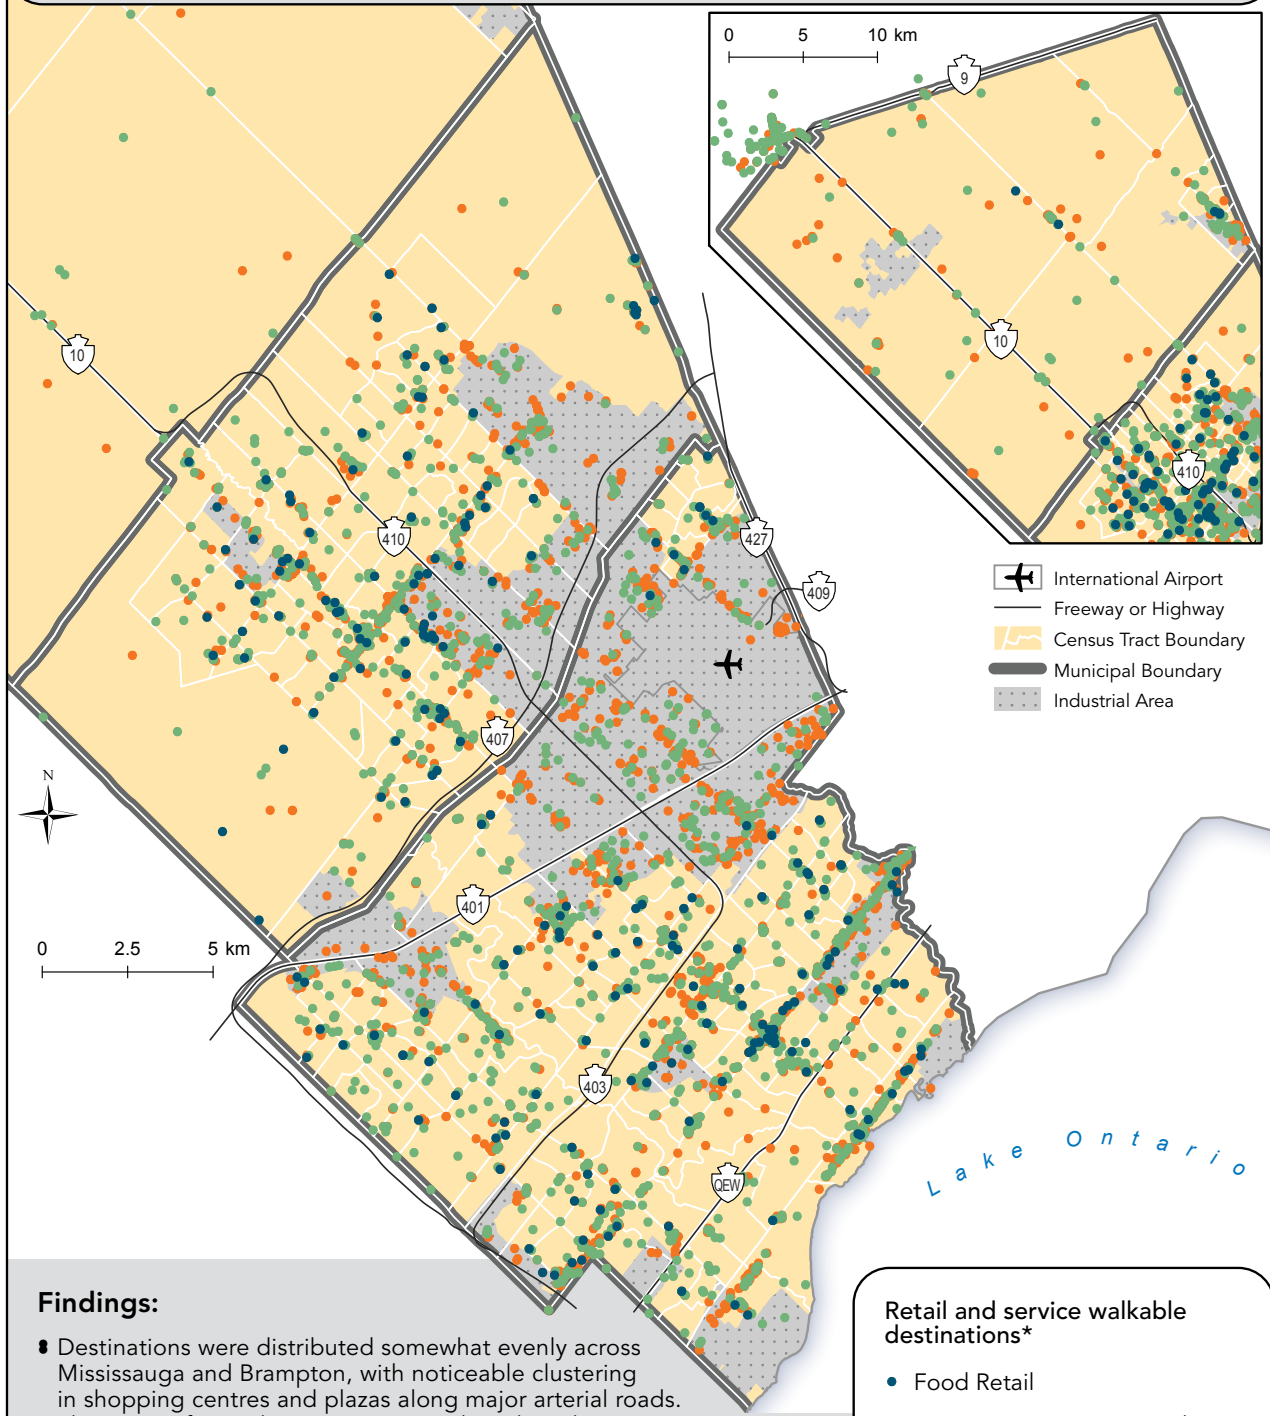 0 5 10 km
9
10
410
10
410
427
409
407
401
403
QEW
International Airport
Freeway or Highway
Census Tract Boundary
Municipal Boundary
Industrial Area
N
0 2.5 5 km
Lake Ontario
Findings:
Destinations were distributed somewhat evenly across
Mississauga and Brampton, with noticeable clustering
in shopping centres and plazas along major arterial roads.
Retail and service walkable
destinations*
Food Retail